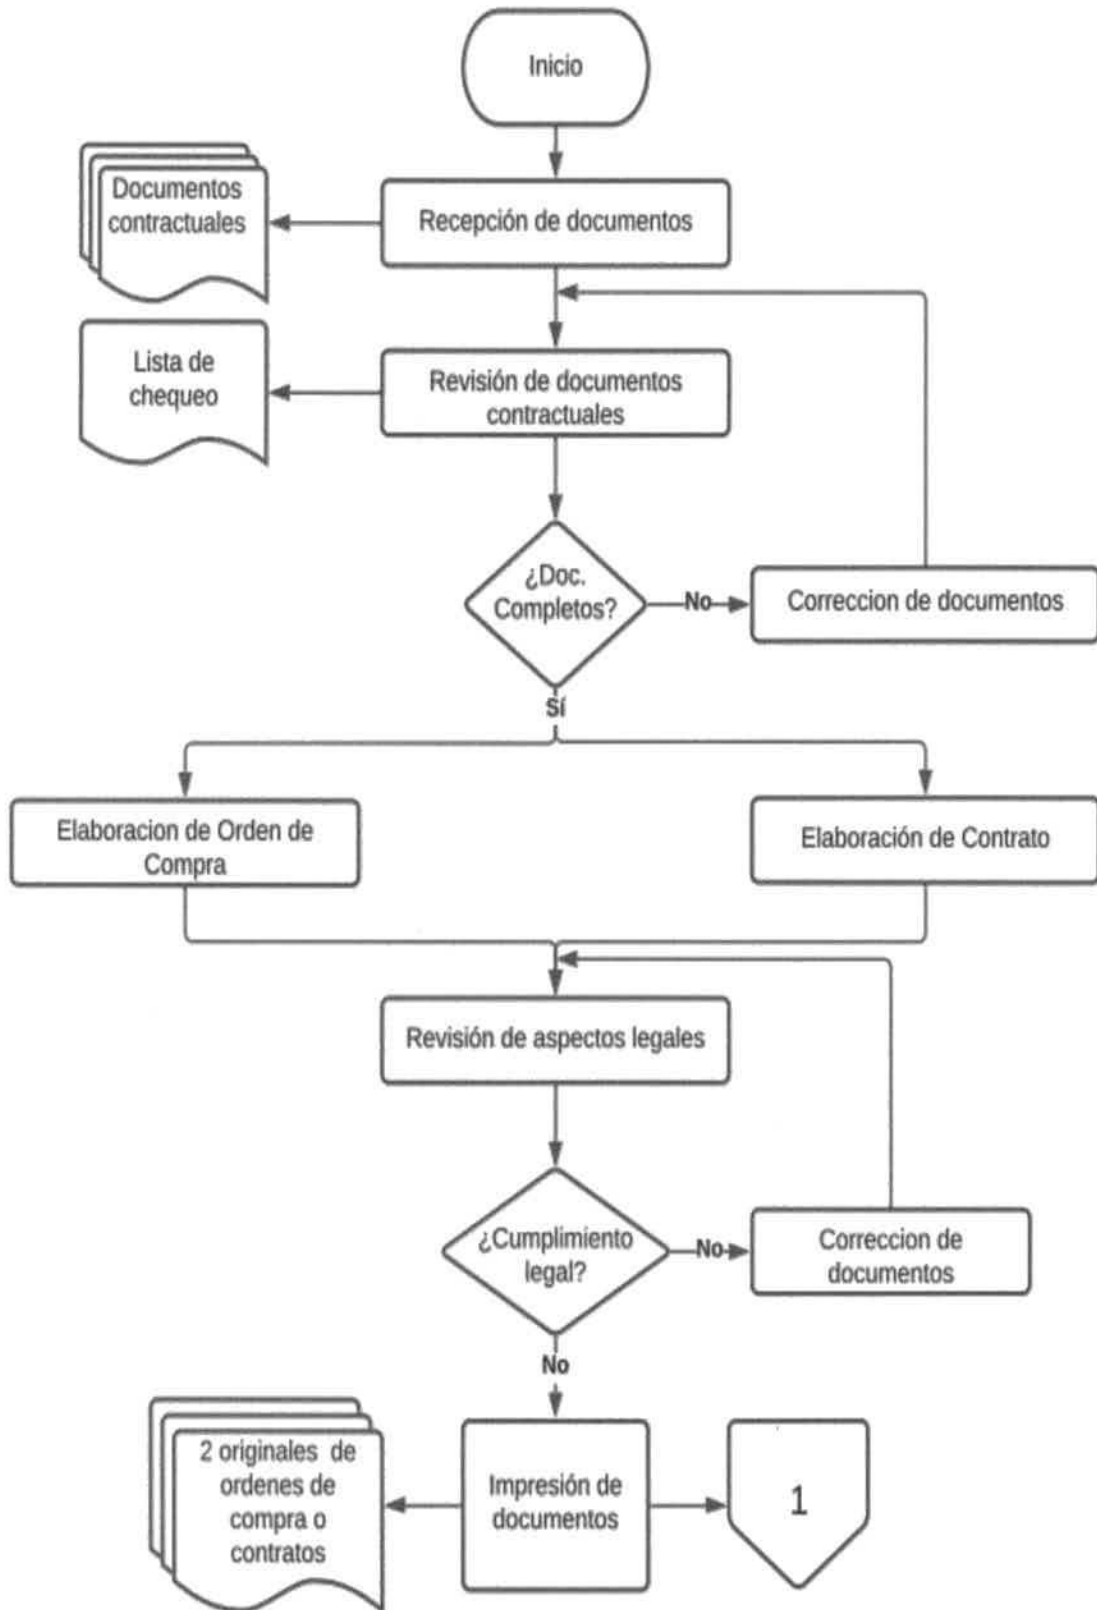 Inicio
Documentos
contractuales
Recepción de documentos
Lista de
chequeo
Revisión de documentos
contractuales
¿Doc.
Completos?
No
Correccion de documentos
Sí
Elaboracion de Orden de
Compra
Elaboración de Contrato
Revisión de aspectos legales
¿Cumplimiento
legal?
No
Correccion de
documentos
No
2 originales de
ordenes de
compra o
contratos
Impresión de
documentos
1